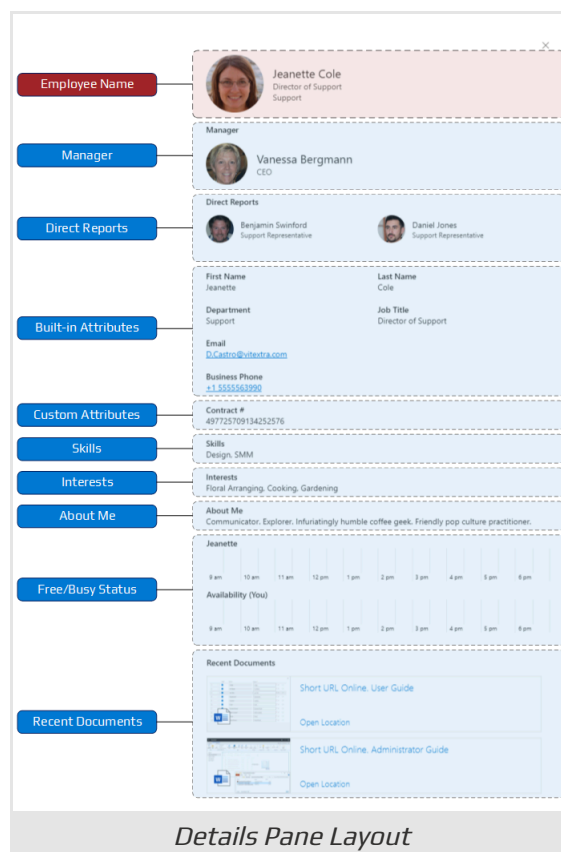 ×
Employee Name
Jeanette Cole
Director of Support
Support
Manager
Manager
Vanessa Bergmann
CEO
Direct Reports
Direct Reports
Benjamin Swinford
Support Representative
Daniel Jones
Support Representative
Built-in Attributes
First Name
Jeanette
Last Name
Cole
Department
Support
Job Title
Director of Support
Email
D.Castro@vitextra.com
Business Phone
+1 5555563990
Custom Attributes
Contract #
497725709134252576
Skills
Skills
Design, SMM
Interests
Interests
Floral Arranging, Cooking, Gardening
About Me
About Me
Communicator. Explorer. Infuriatingly humble coffee geek. Friendly pop culture practitioner.
Free/Busy Status
Jeanette
9 am 10 am 11 am 12 pm 1 pm 2 pm 3 pm 4 pm 5 pm 6 pm
Availability (You)
9 am 10 am 11 am 12 pm 1 pm 2 pm 3 pm 4 pm 5 pm 6 pm
Recent Documents
Recent Documents
Short URL Online. User Guide
Open Location
Short URL Online. Administrator Guide
Open Location
Details Pane Layout